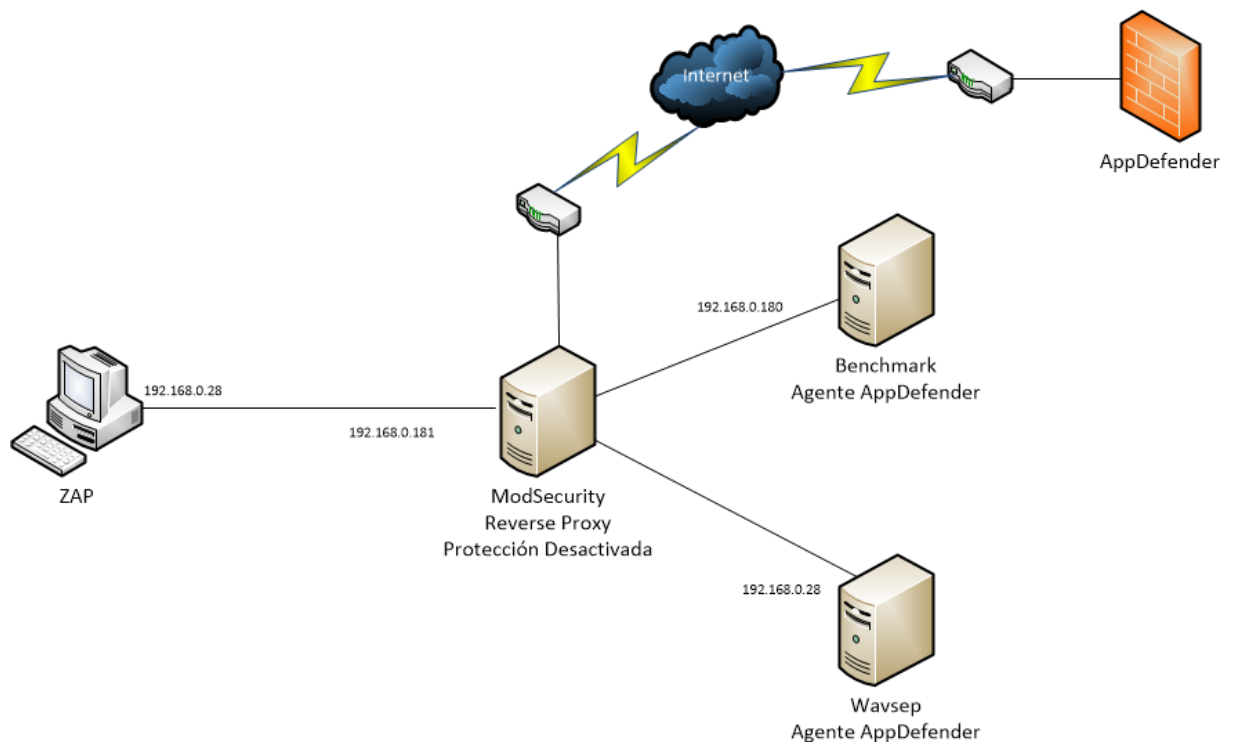 Internet
AppDefender
192.168.0.180
Benchmark
Agente AppDefender
192.168.0.28
192.168.0.181
ZAP
ModSecurity
Reverse Proxy
Protección Desactivada
192.168.0.28
Wavsep
Agente AppDefender